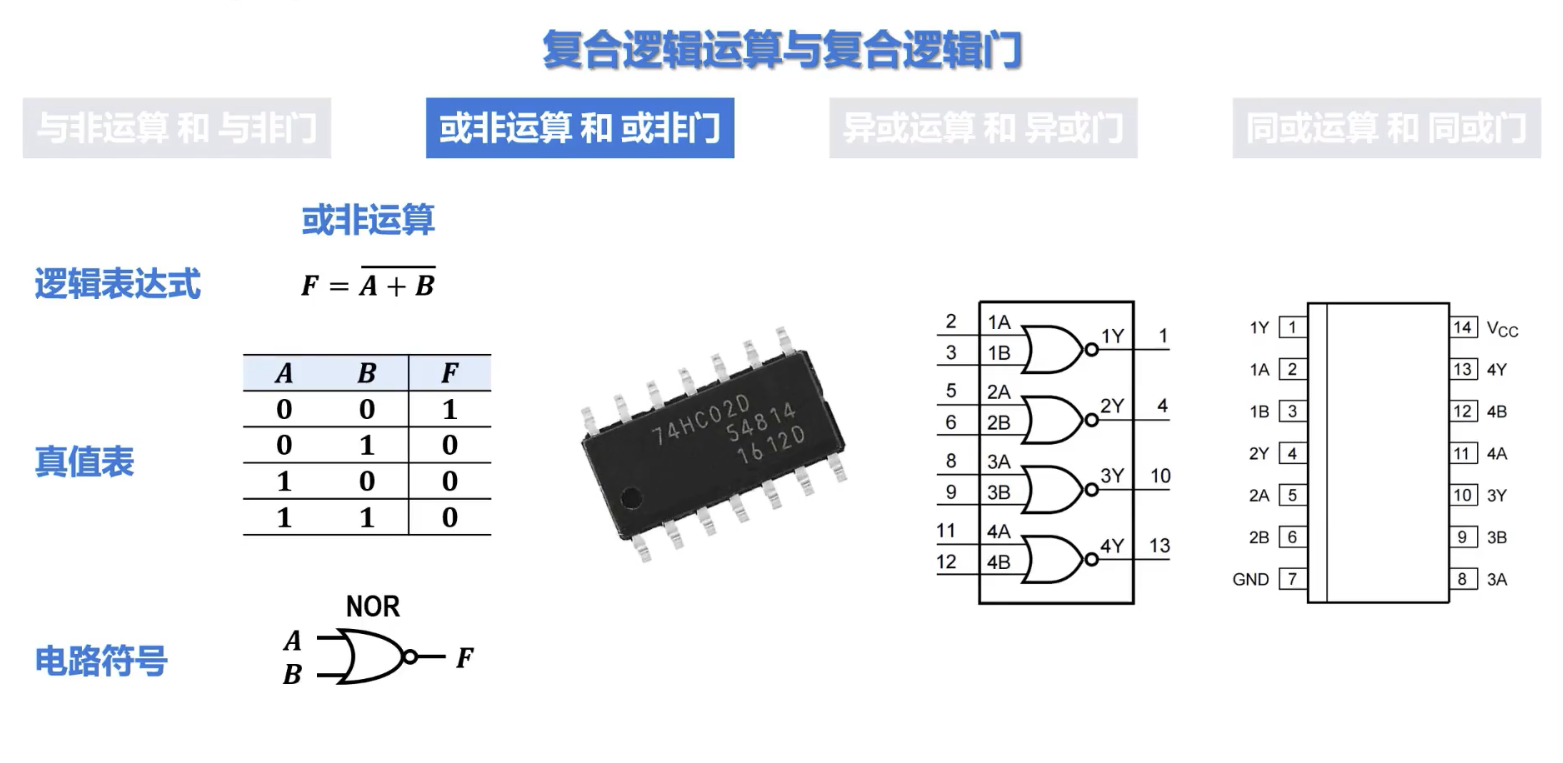 复合逻辑运算与复合逻辑门
与非运算 和 与非门
或非运算 和 或非门
异或运算 和 异或门
同或运算 和 同或门
或非运算
逻辑表达式
F = \overline{A + B}
真值表
A B F
0 0 1
0 1 0
1 0 0
1 1 0
电路符号
NOR
A
B
F
74HC02D
54814
1612D
2 1A 1Y 1
3 1B
5 2A 2Y 4
6 2B
8 3A 3Y 10
9 3B
11 4A 4Y 13
12 4B
1Y 1 14 VCC
1A 2 13 4Y
1B 3 12 4B
2Y 4 11 4A
2A 5 10 3Y
2B 6 9 3B
GND 7 8 3A